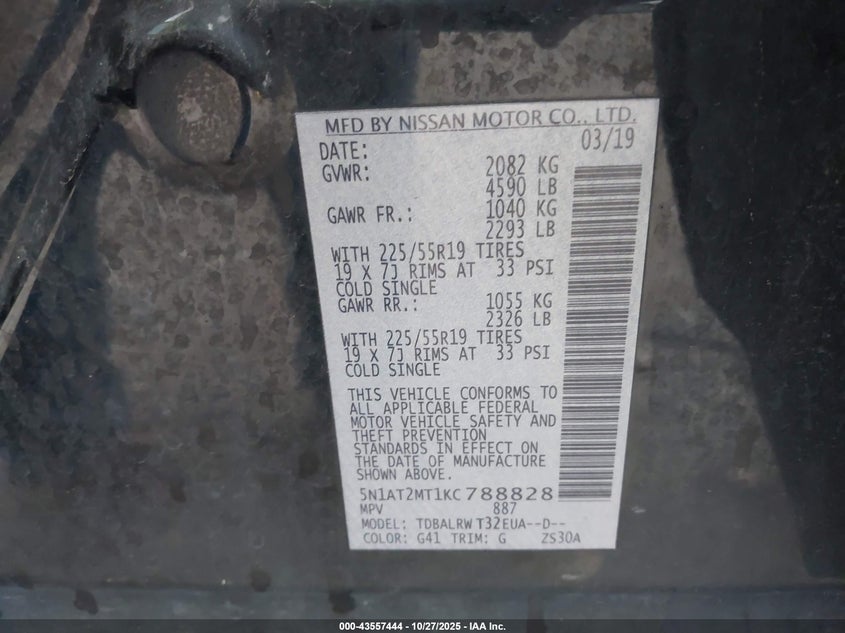 MFD BY NISSAN MOTOR CO., LTD.
DATE: 03/19
GVWR: 2082 KG
4590 LB
GAWR FR.: 1040 KG
2293 LB
WITH 225/55R19 TIRES
19 X 7J RIMS AT 33 PSI
COLD SINGLE
GAWR RR.: 1055 KG
2326 LB
WITH 225/55R19 TIRES
19 X 7J RIMS AT 33 PSI
COLD SINGLE
THIS VEHICLE CONFORMS TO
ALL APPLICABLE FEDERAL
MOTOR VEHICLE SAFETY AND
THEFT PREVENTION
STANDARDS IN EFFECT ON
THE DATE OF MANUFACTURE
SHOWN ABOVE.
5N1AT2MT1KC788828
MPV 887
MODEL: TDBALRW T32EUA--D--
COLOR: G41 TRIM: G ZS30A
000-43557444 - 10/27/2025 - IAA Inc.